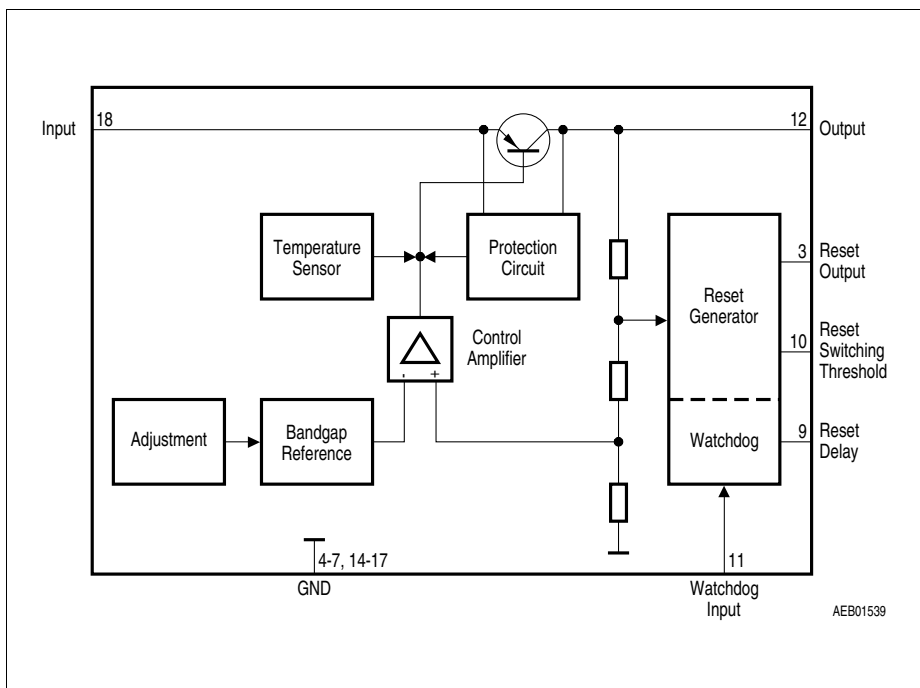 18
Input
12
Output
Temperature
Sensor
Protection
Circuit
3
Reset
Output
Reset
Generator
10
Reset
Switching
Threshold
Control
Amplifier
- +
Adjustment
Bandgap
Reference
Watchdog
9
Reset
Delay
4-7, 14-17
GND
11
Watchdog
Input
AEB01539